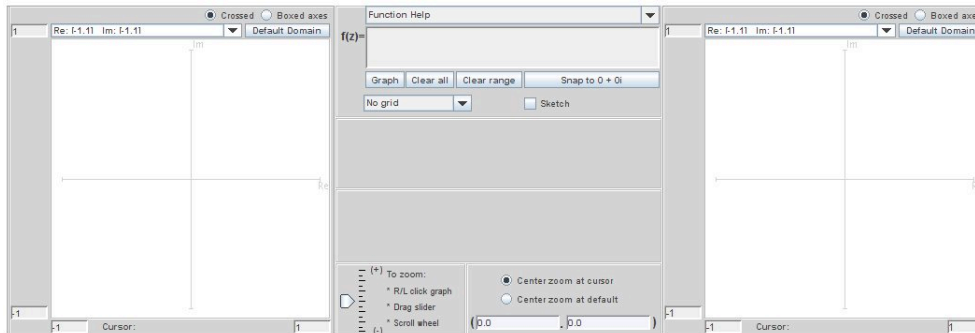 Crossed Boxed axes
1 Re: [-1.1] Im: [-1.1] Default Domain
Im
Re
-1
-1 Cursor: 1
Function Help
f(z)=
Graph Clear all Clear range Snap to 0 + 0i
No grid Sketch
(+) To zoom:
* R/L click graph
* Drag slider
* Scroll wheel
(-)
Center zoom at cursor
Center zoom at default
( 0.0 , 0.0 )
Crossed Boxed axe
1 Re: [-1.1] Im: [-1.1] Default Domain
Im
-1
-1 Cursor: 1